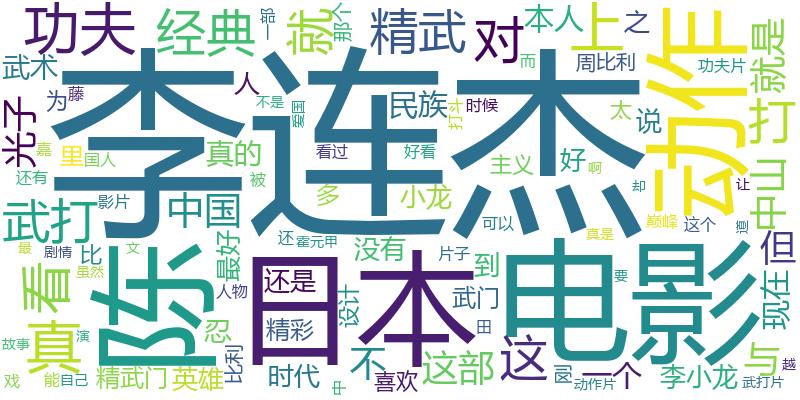 功夫
经典
就
精武
对
上
本人
之
一部
那个
周比利
而
功夫片
就是
武术
为
藤
人
不是
爱国
打斗
时候
太
说
打
光子
李连杰
动作
民族
嘉
里
国人
真的
看过
好看
主义
好
啊
还有
影片
被
多
小龙
却
让
中山
武打
中国
还
霍元甲
可以
真是
巅峰
这个
最
剧情
比
最好
没有
片子
到
但
虽然
文
陈
日本
电影
还是
武门
现在
看
人物
忍
精彩
设计
田
要
真
故事
演
比利
不
这部
这
与
戏
能
自己
精武门
英雄
时代
中
喜欢
一个
动作片
李小龙
武打片
越